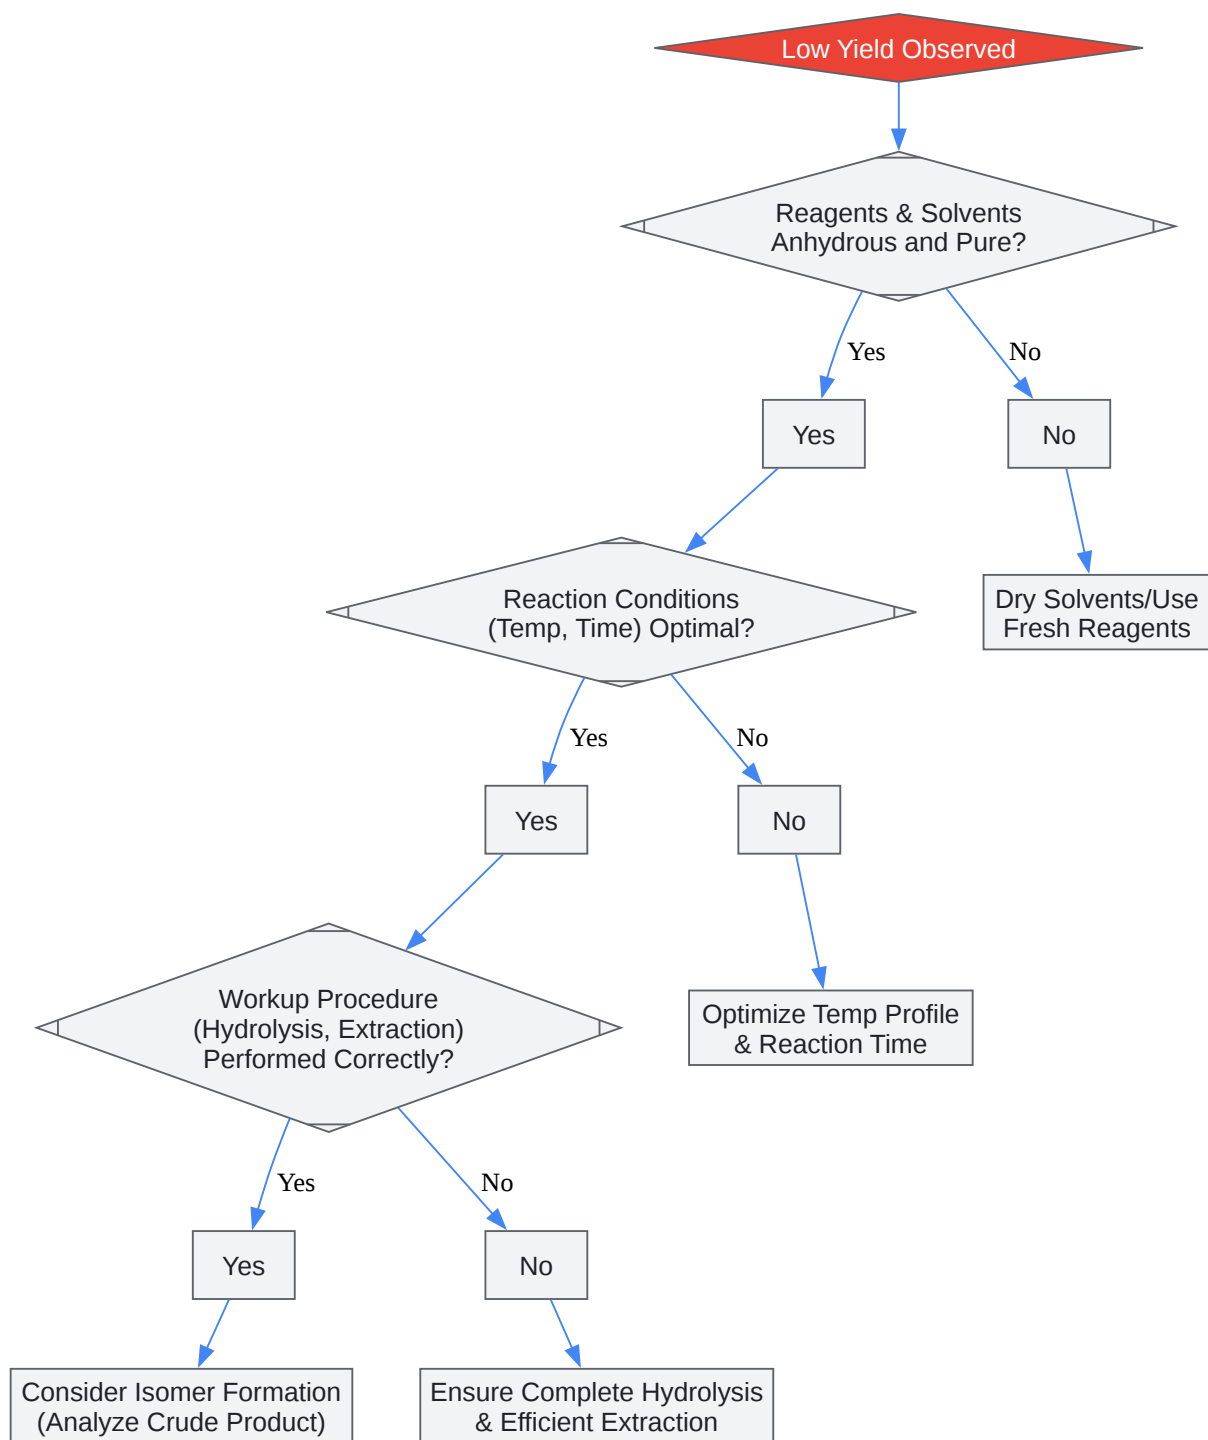 Low Yield Observed
Reagents & Solvents
Anhydrous and Pure?
Yes
No
Yes
No
Reaction Conditions
(Temp, Time) Optimal?
Dry Solvents/Use
Fresh Reagents
Yes
No
Yes
No
Workup Procedure
(Hydrolysis, Extraction)
Performed Correctly?
Optimize Temp Profile
& Reaction Time
Yes
No
Yes
No
Consider Isomer Formation
(Analyze Crude Product)
Ensure Complete Hydrolysis
& Efficient Extraction